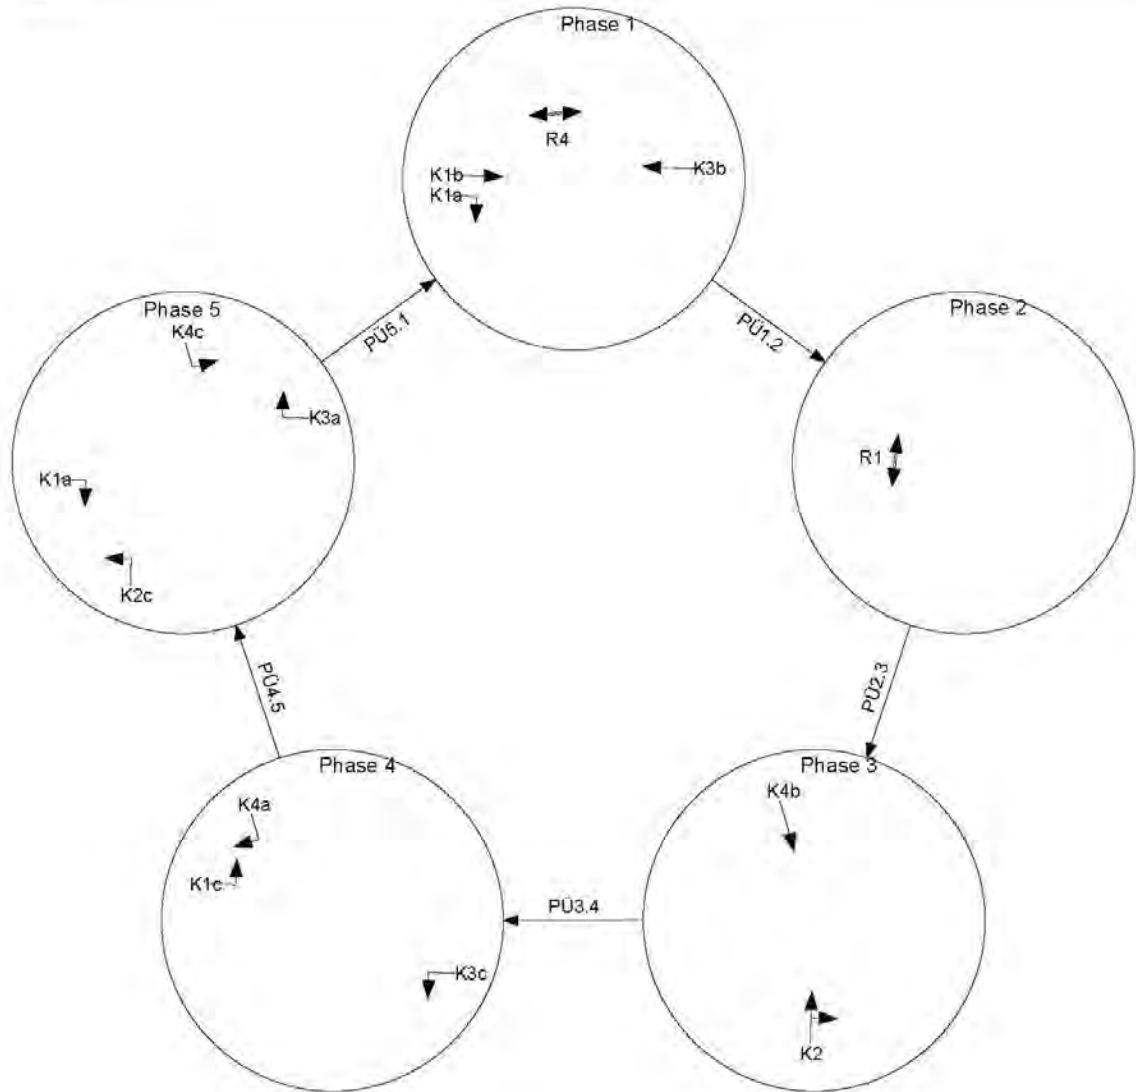 Phase 1
R4
K1b
K3b
K1a
Phase 5
K4c
K3a
K1a
K2c
PÜ5.1
PÜ1.2
Phase 2
R1
PÜ4.5
PÜ2.3
Phase 4
K4a
K1c
K3c
PÜ3.4
Phase 3
K4b
K2